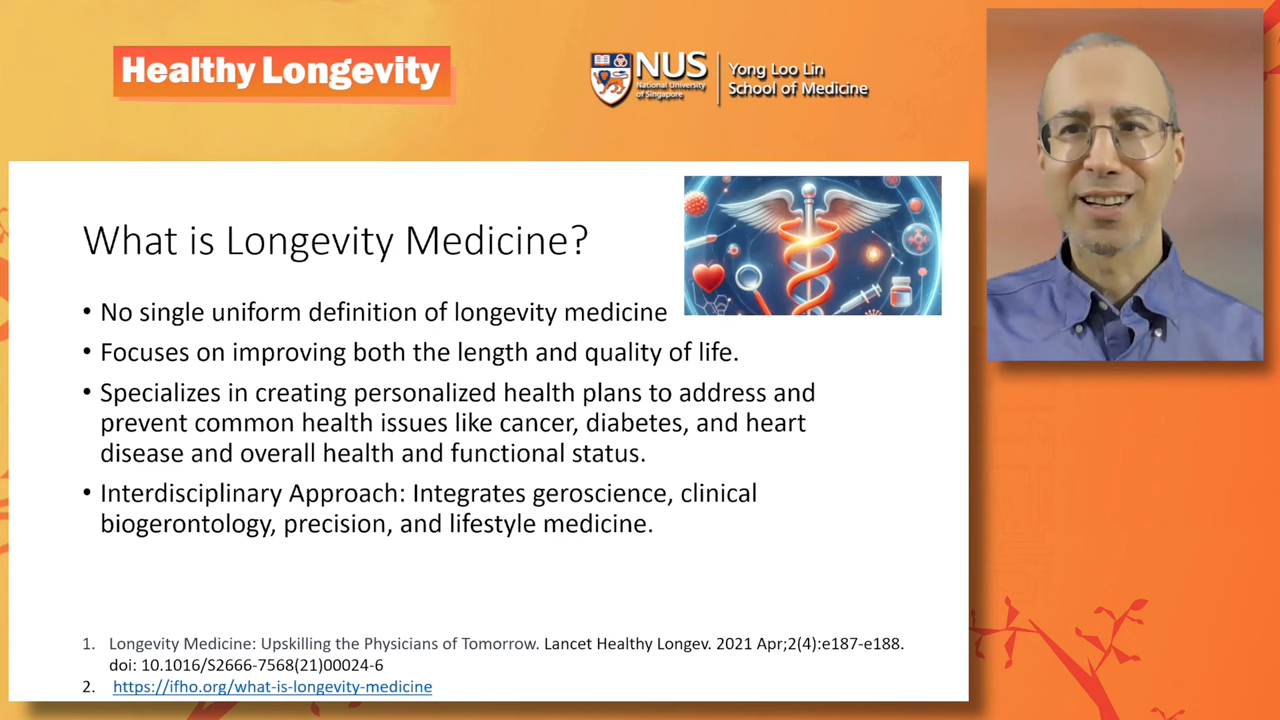 Healthy Longevity
NUS
National University
of Singapore
Yong Loo Lin
School of Medicine
What is Longevity Medicine?
• No single uniform definition of longevity medicine
• Focuses on improving both the length and quality of life.
• Specializes in creating personalized health plans to address and
prevent common health issues like cancer, diabetes, and heart
disease and overall health and functional status.
• Interdisciplinary Approach: Integrates geroscience, clinical
biogerontology, precision, and lifestyle medicine.
1. Longevity Medicine: Upskilling the Physicians of Tomorrow. Lancet Healthy Longev. 2021 Apr;2(4):e187-e188.
doi: 10.1016/S2666-7568(21)00024-6
2. https://ifho.org/what-is-longevity-medicine